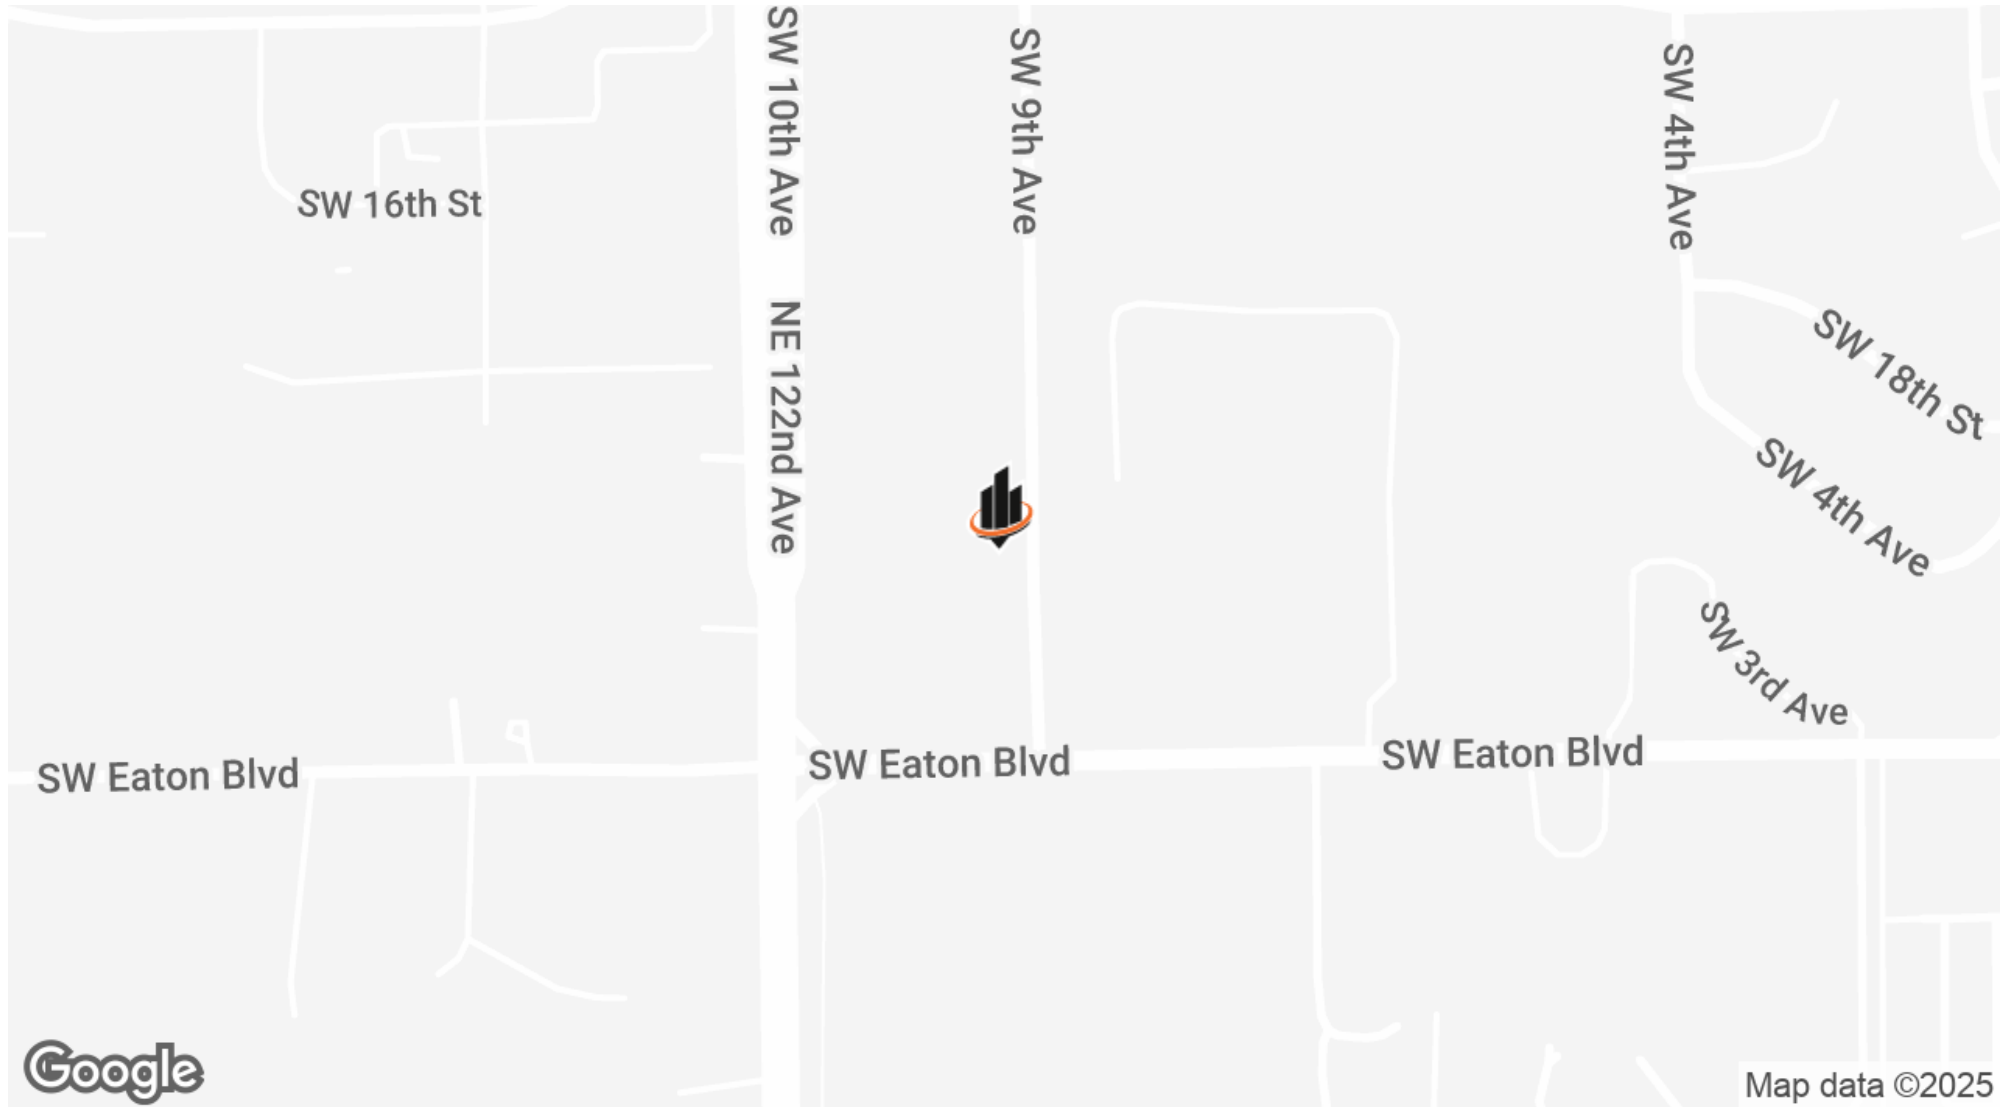 SW 10th Ave
SW 9th Ave
SW 4th Ave
SW 16th St
NE 122nd Ave
SW 18th St
SW 4th Ave
SW 3rd Ave
SW Eaton Blvd
SW Eaton Blvd
SW Eaton Blvd
Google
Map data ©2025